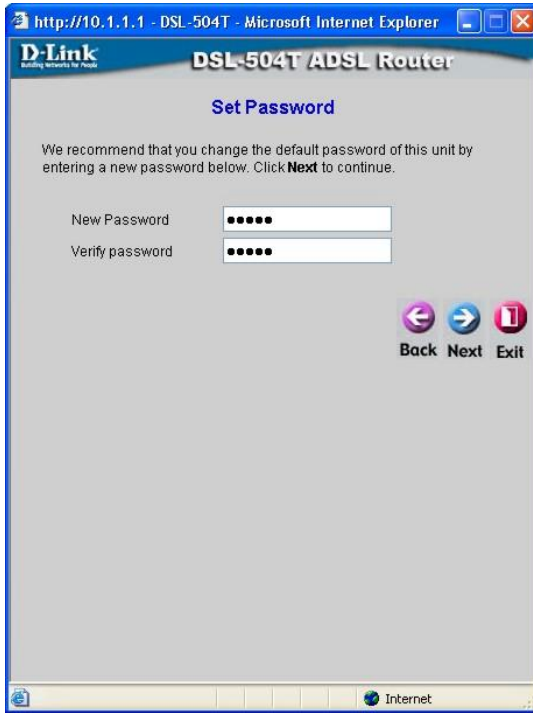 http://10.1.1.1 - DSL-504T - Microsoft Internet Explorer
D-Link
Building Networks for People
DSL-504T ADSL Router
Set Password
We recommend that you change the default password of this unit by
entering a new password below. Click Next to continue.
New Password •••••
Verify password •••••
Back Next Exit
Internet